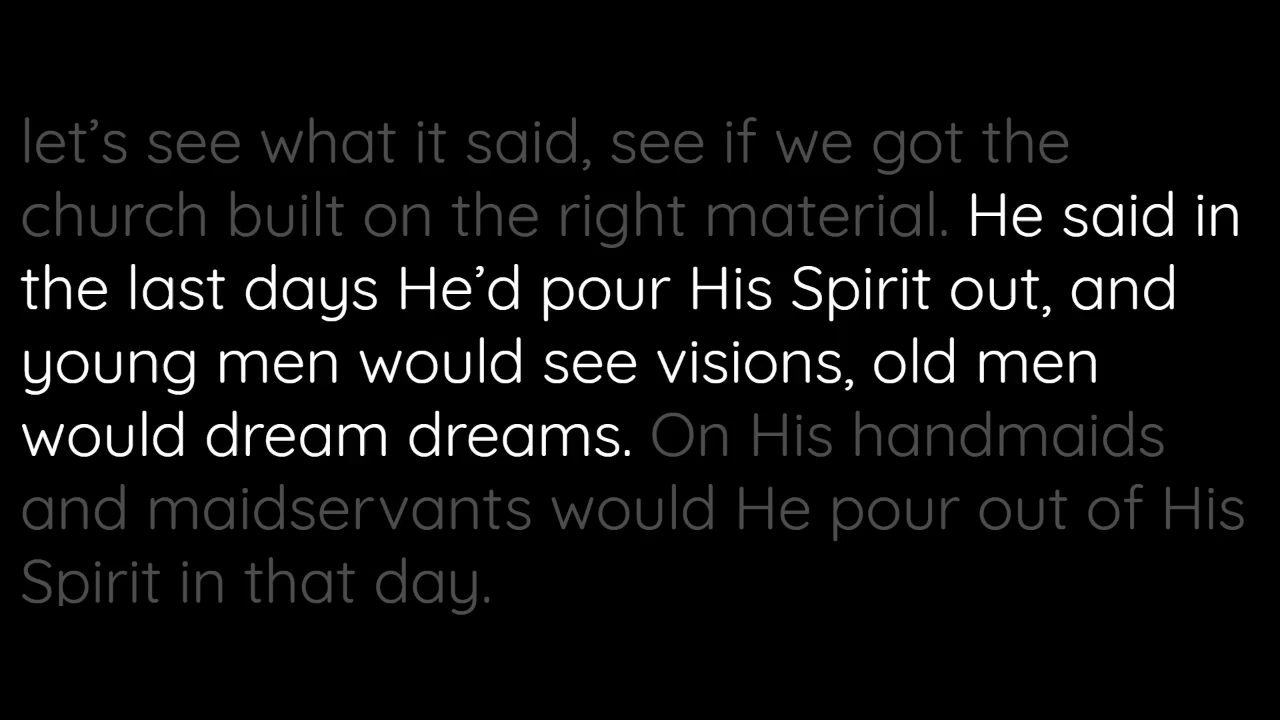 let’s see what it said, see if we got the
church built on the right material. He said in
the last days He’d pour His Spirit out, and
young men would see visions, old men
would dream dreams. On His handmaids
and maidservants would He pour out of His
Spirit in that day.